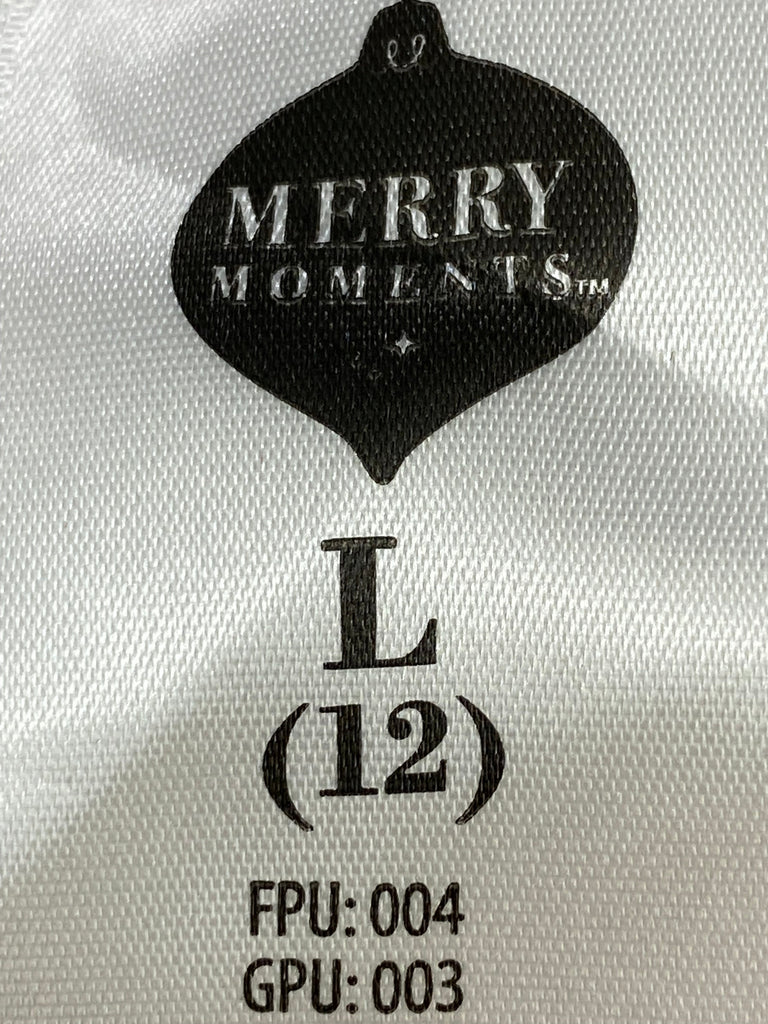 MERRY
MOMENTS™
L
(12)
FPU: 004
GPU: 003